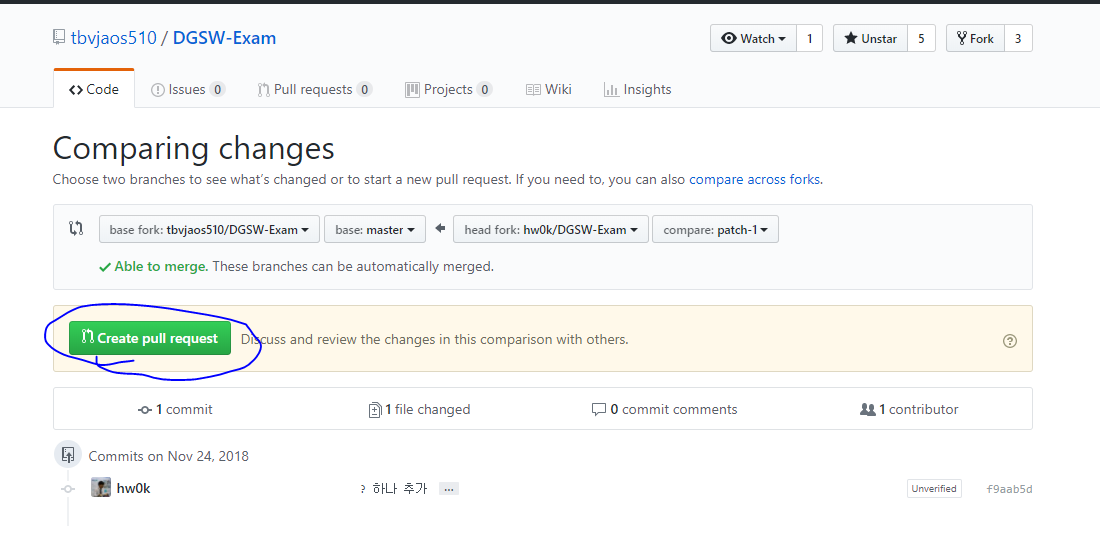 tbvjaos510 / DGSW-Exam
Watch 1 Unstar 5 Fork 3
Code Issues 0 Pull requests 0 Projects 0 Wiki Insights
Comparing changes
Choose two branches to see what's changed or to start a new pull request. If you need to, you can also compare across forks.
base fork: tbvjaos510/DGSW-Exam base: master head fork: hw0k/DGSW-Exam compare: patch-1
Able to merge. These branches can be automatically merged.
Create pull request Discuss and review the changes in this comparison with others. ?
1 commit 1 file changed 0 commit comments 1 contributor
Commits on Nov 24, 2018
hw0k ? 하나 추가 … Unverified f9aab5d